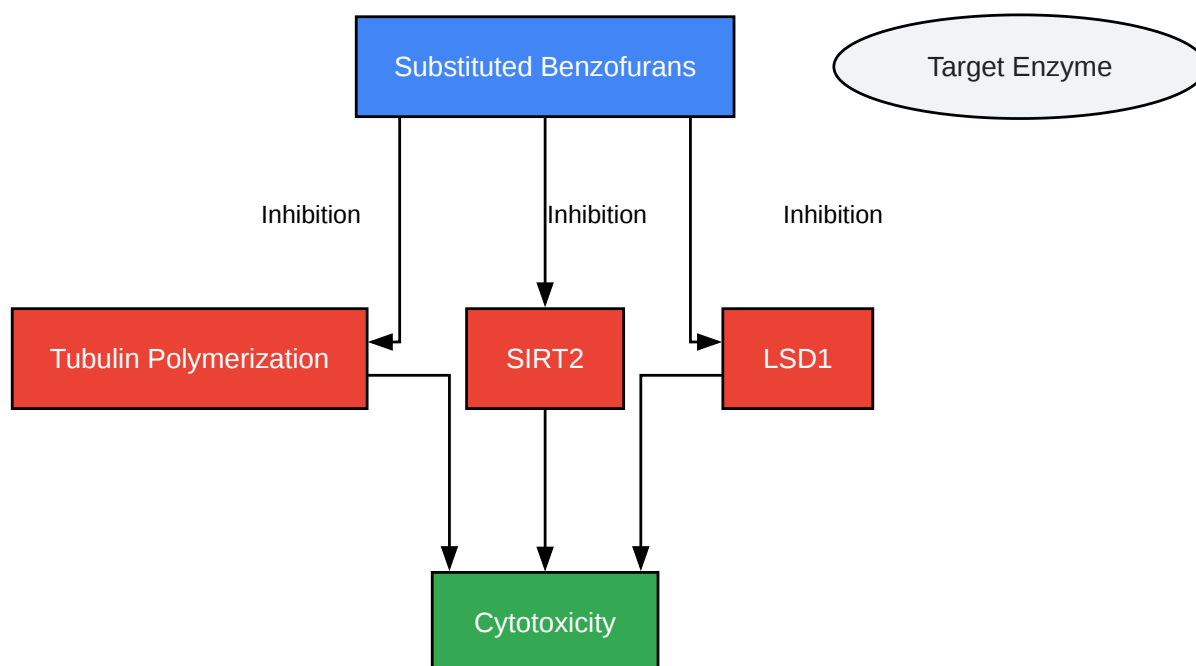 Substituted Benzofurans
Target Enzyme
Inhibition
Inhibition
Inhibition
Tubulin Polymerization
SIRT2
LSD1
Cytotoxicity